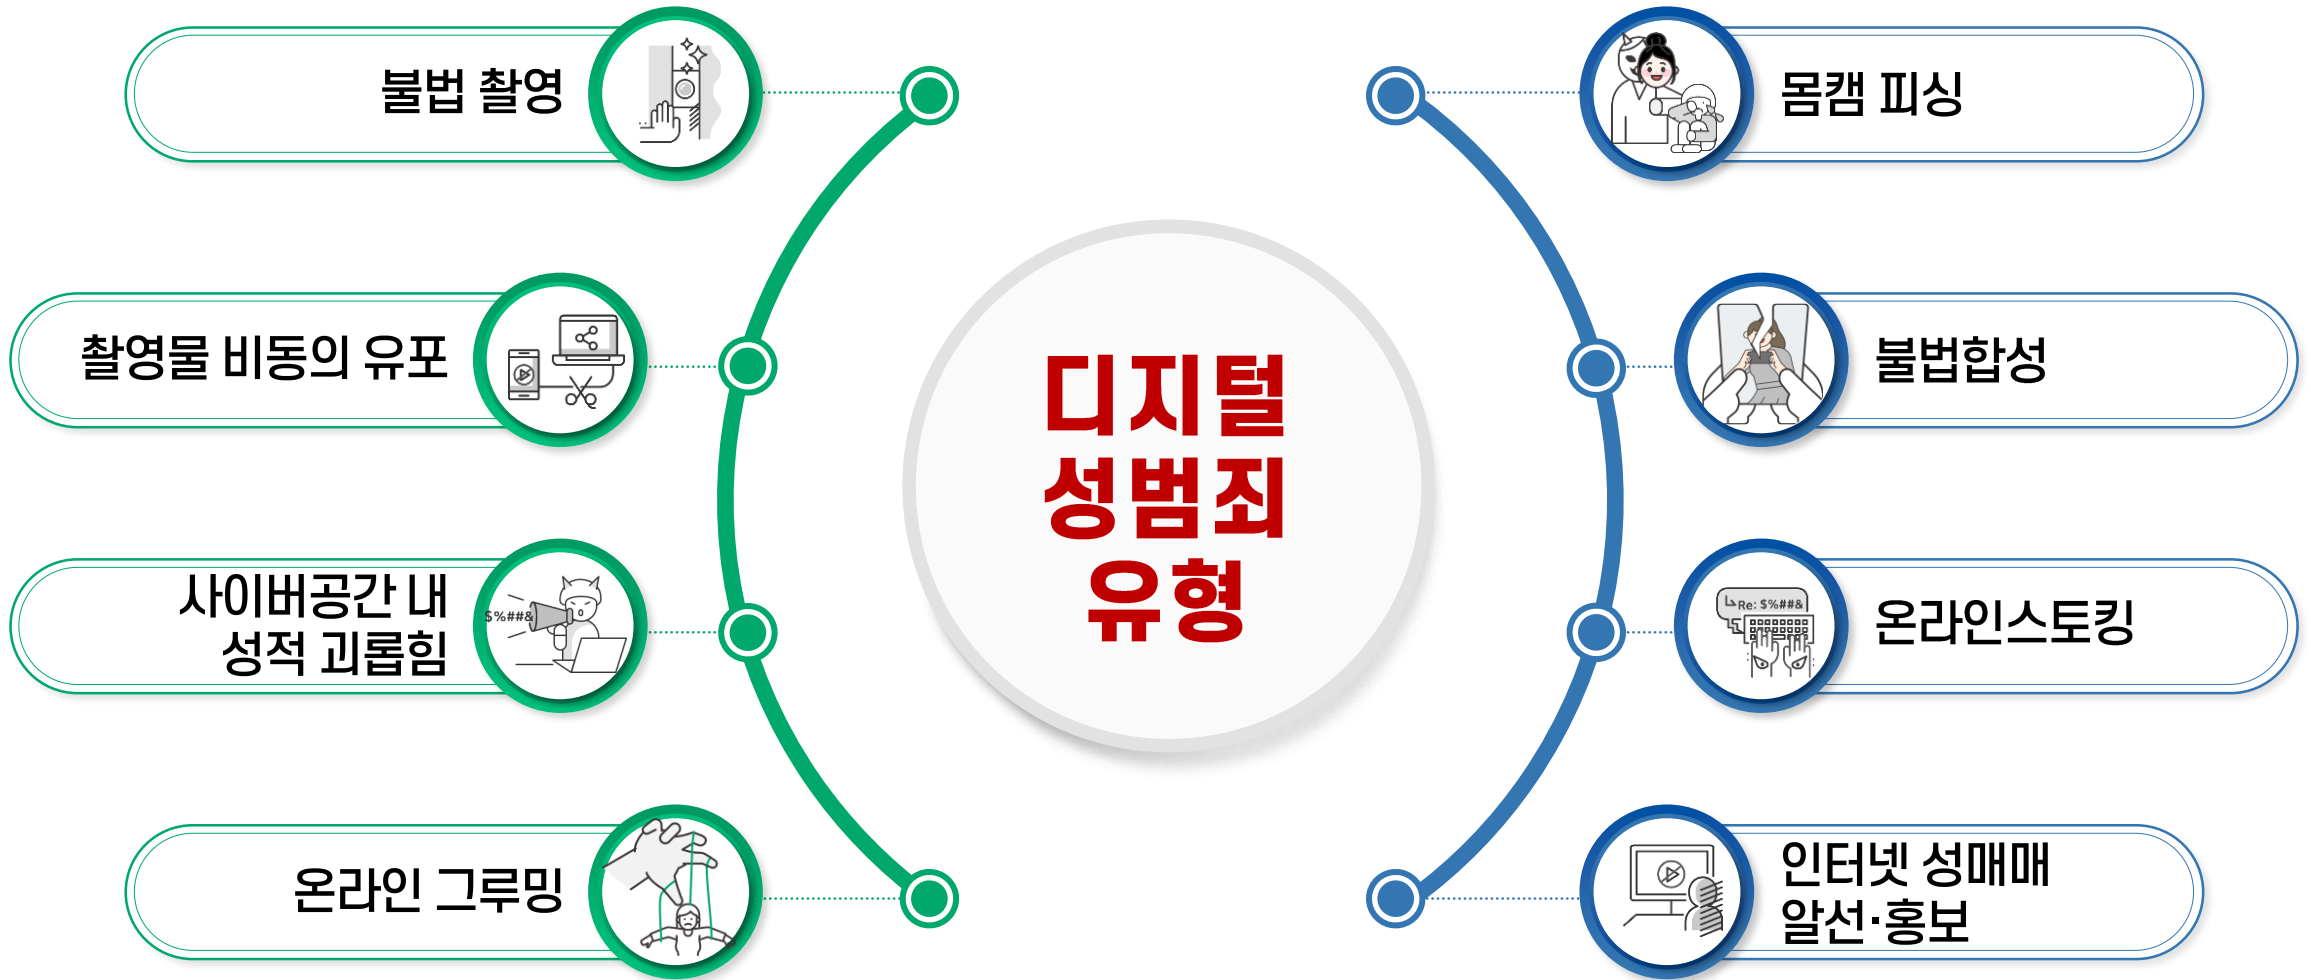 디지털
성범죄
유형
불법 촬영
촬영물 비동의 유포
$%##&
사이버공간 내
성적 괴롭힘
온라인 그루밍
몸캠 피싱
불법합성
Re: $%##&
온라인스토킹
인터넷 성매매
알선·홍보